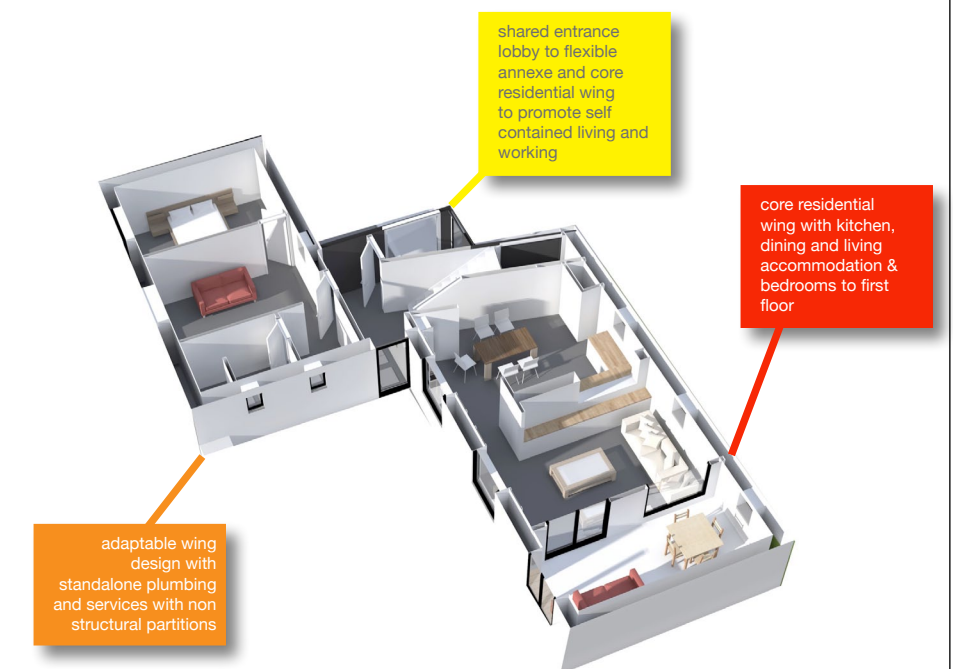 shared entrance
lobby to flexible
annexe and core
residential wing
to promote self
contained living and
working
core residential
wing with kitchen,
dining and living
accommodation &
bedrooms to first
floor
adaptable wing
design with
standalone plumbing
and services with non
structural partitions